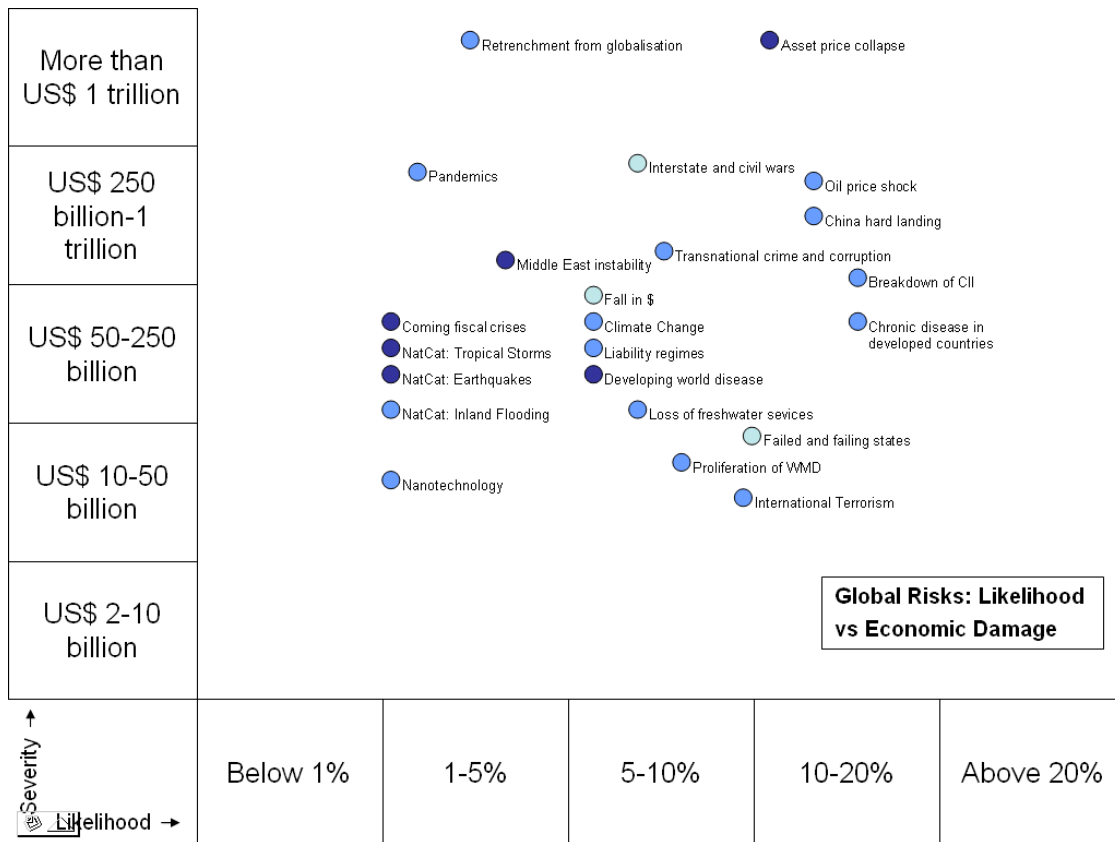 More than
US$ 1 trillion
Retrenchment from globalisation
Asset price collapse
US$ 250
billion-1
trillion
Pandemics
Interstate and civil wars
Oil price shock
China hard landing
Transnational crime and corruption
Middle East instability
Breakdown of CII
US$ 50-250
billion
Fall in $
Coming fiscal crises
Climate Change
Chronic disease in
developed countries
NatCat: Tropical Storms
Liability regimes
NatCat: Earthquakes
Developing world disease
NatCat: Inland Flooding
Loss of freshwater sevices
US$ 10-50
billion
Failed and failing states
Proliferation of WMD
Nanotechnology
International Terrorism
US$ 2-10
billion
Global Risks: Likelihood
vs Economic Damage
Severity
Likelihood
Below 1%
1-5%
5-10%
10-20%
Above 20%